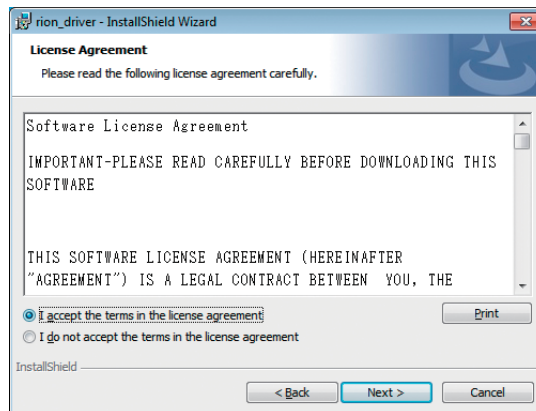 rion_driver - InstallShield Wizard
License Agreement
Please read the following license agreement carefully.
Software License Agreement
IMPORTANT-PLEASE READ CAREFULLY BEFORE DOWNLOADING THIS
SOFTWARE
THIS SOFTWARE LICENSE AGREEMENT (HEREINAFTER
"AGREEMENT") IS A LEGAL CONTRACT BETWEEN  YOU, THE
I accept the terms in the license agreement
Print
I do not accept the terms in the license agreement
InstallShield
< Back
Next >
Cancel